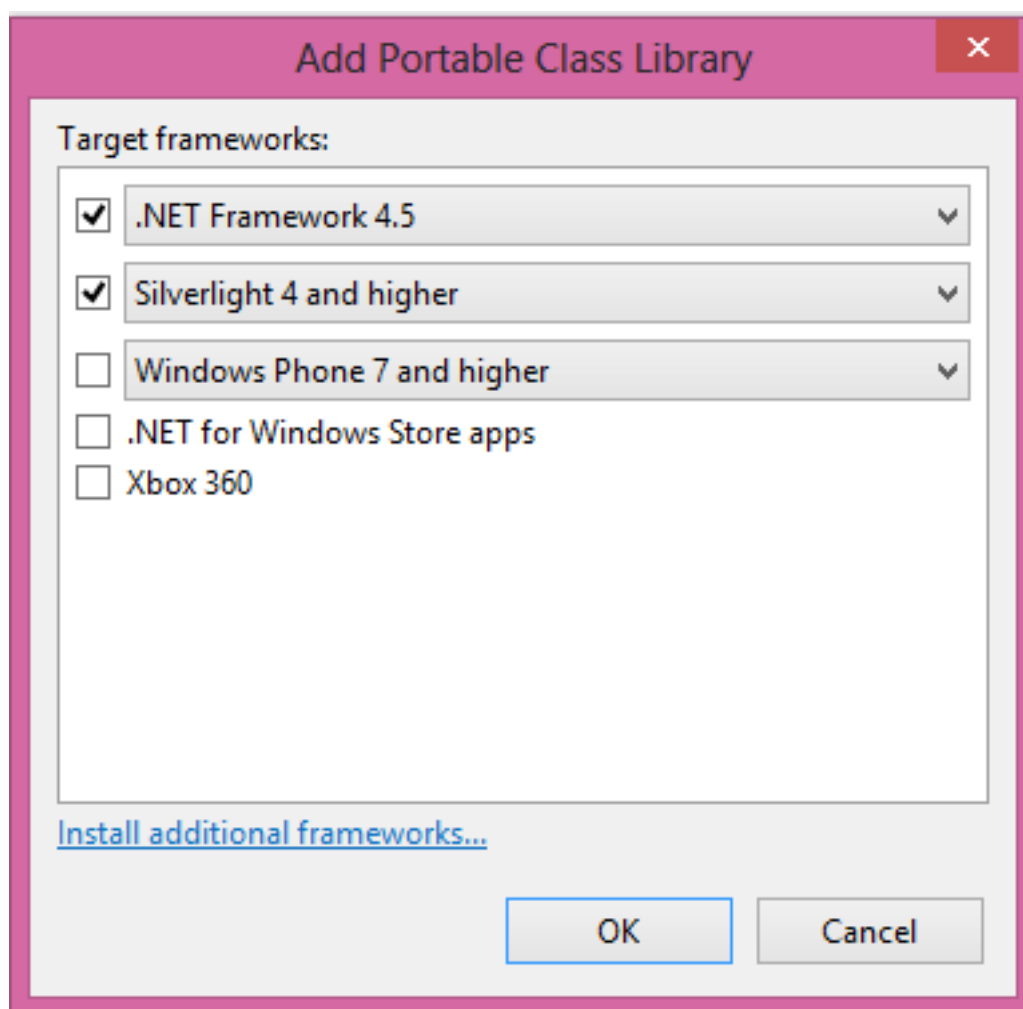 Add Portable Class Library
Target frameworks:
.NET Framework 4.5
Silverlight 4 and higher
Windows Phone 7 and higher
.NET for Windows Store apps
Xbox 360
Install additional frameworks...
OK Cancel